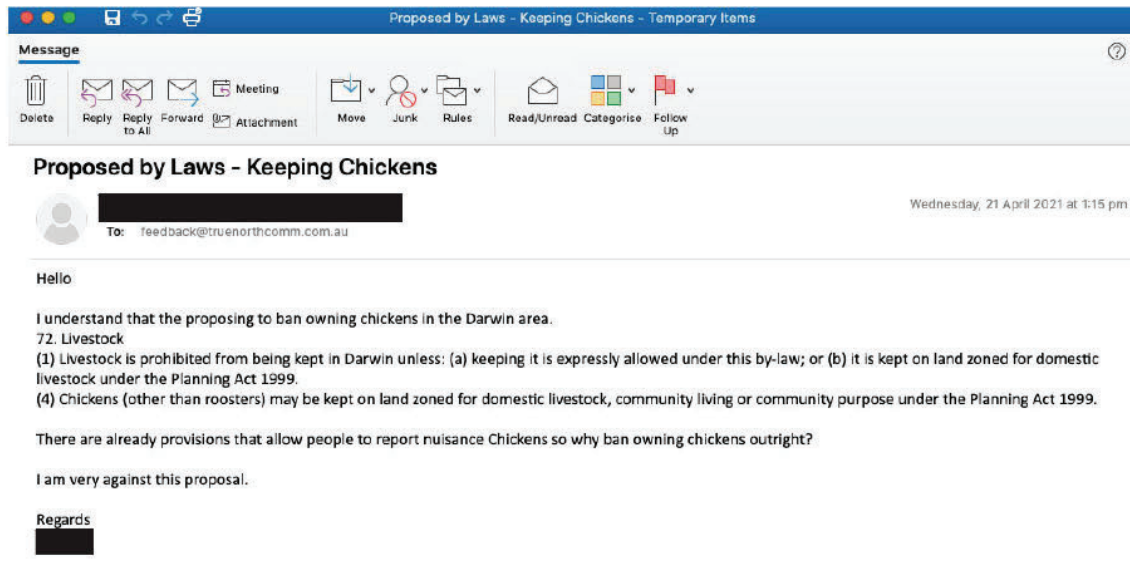 Proposed by Laws - Keeping Chickens - Temporary Items
Message
Delete
Reply
Reply to All
Forward
Meeting
Attachment
Move
Junk
Rules
Read/Unread
Categorise
Follow Up
Proposed by Laws - Keeping Chickens
Wednesday, 21 April 2021 at 1:15 pm
To: feedback@truenorthcomm.com.au
Hello
I understand that the proposing to ban owning chickens in the Darwin area.
72. Livestock
(1) Livestock is prohibited from being kept in Darwin unless: (a) keeping it is expressly allowed under this by-law; or (b) it is kept on land zoned for domestic
livestock under the Planning Act 1999.
(4) Chickens (other than roosters) may be kept on land zoned for domestic livestock, community living or community purpose under the Planning Act 1999.
There are already provisions that allow people to report nuisance Chickens so why ban owning chickens outright?
I am very against this proposal.
Regards